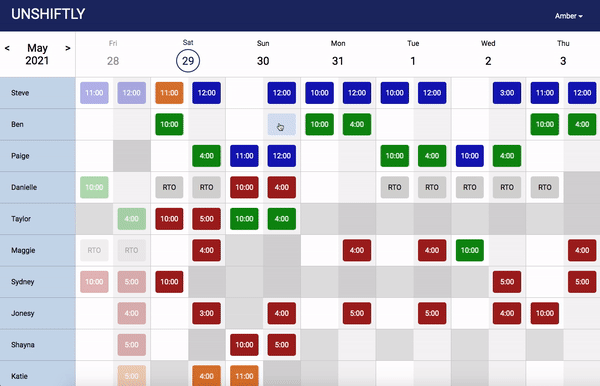 UNSHIFTLY
Amber
< May > Fri Sat Sun Mon Tue Wed Thu
2021 28 29 30 31 1 2 3
Steve 11:00 12:00 11:00 12:00 12:00 10:00 12:00 10:00 12:00 3:00 11:00 12:00
Ben 10:00 10:00 4:00 10:00 4:00
Paige 4:00 11:00 12:00 10:00 4:00 10:00 4:00
Danielle 10:00 RTO RTO 10:00 4:00 RTO RTO RTO RTO RTO
Taylor 4:00 10:00 5:00 10:00 4:00
Maggie RTO RTO 4:00 4:00 4:00 10:00 4:00
Sydney 10:00 5:00 10:00 5:00 5:00
Jonesy 4:00 3:00 4:00 5:00 5:00 4:00 10:00
Shayna 5:00 10:00 5:00
Katie 5:00 4:00 11:00